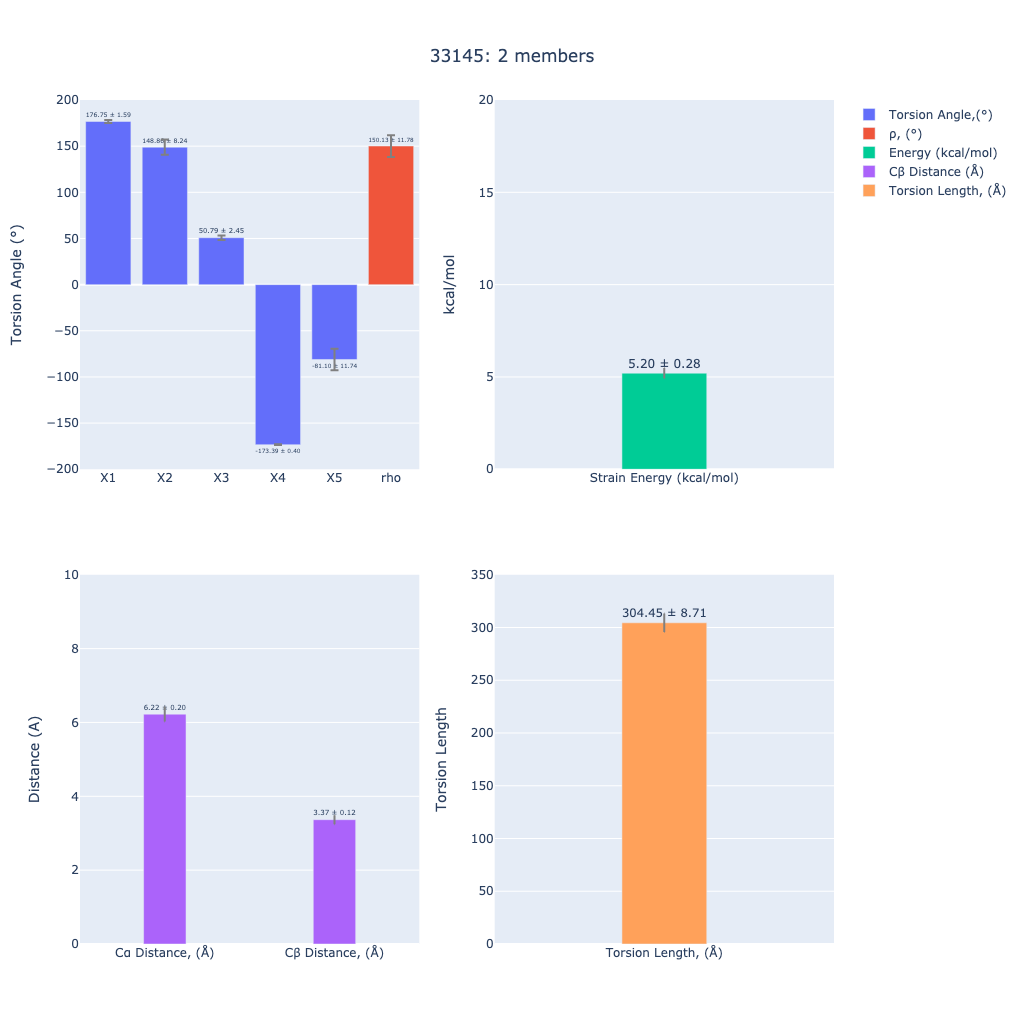 33145: 2 members
Torsion Angle (°)
200
150
100
50
0
−50
−100
−150
−200
176.75 ± 1.59
50.79 ± 2.45
-173.39 ± 0.40
-81.10 ± 11.74
150.13 ± 11.78
X1 X2 X3 X4 X5 rho
kcal/mol
20
15
10
5
0
5.20 ± 0.28
Strain Energy (kcal/mol)
Torsion Angle,(°)
ρ, (°)
Energy (kcal/mol)
Cβ Distance (Å)
Torsion Length, (Å)
Distance (A)
10
8
6
4
2
0
6.22 ± 0.20
3.37 ± 0.12
Cα Distance, (Å) Cβ Distance, (Å)
Torsion Length
350
300
250
200
150
100
50
0
304.45 ± 8.71
Torsion Length, (Å)